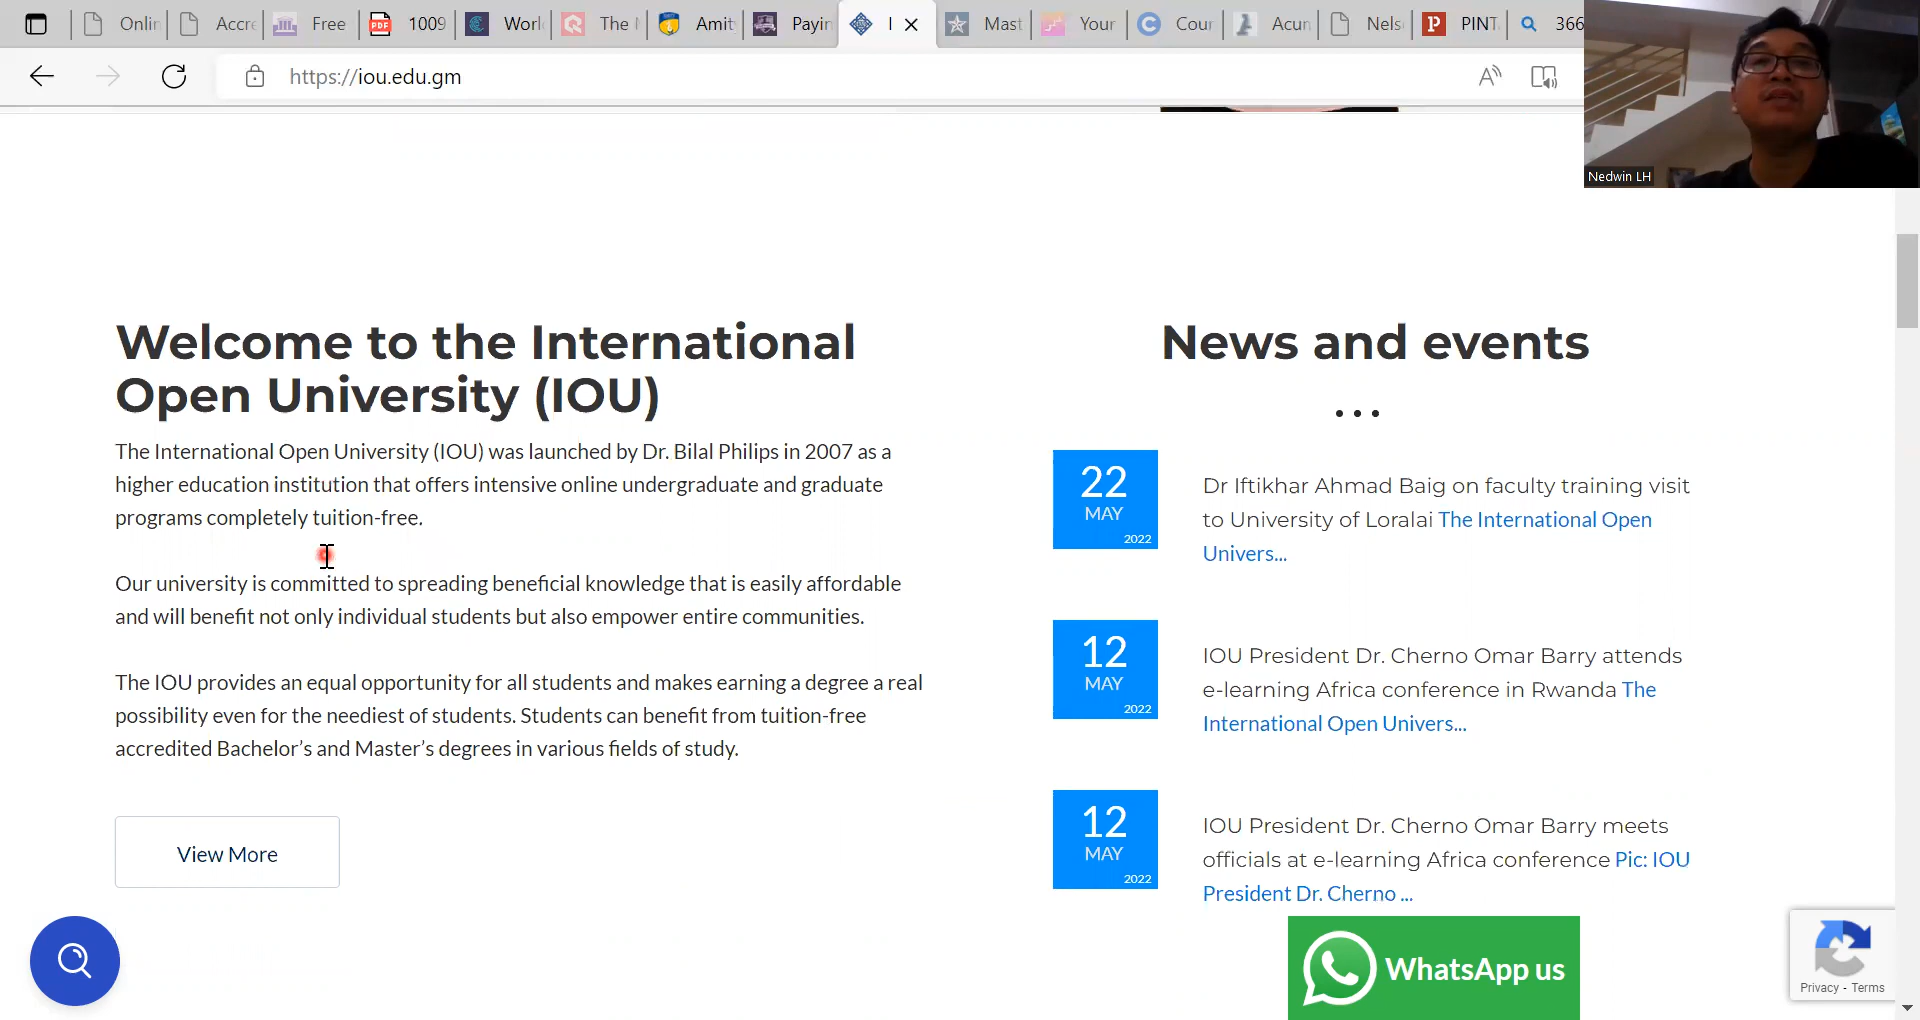 Onlin
Accre
Free
PDF
1009
Worl
The M
Amit
Payin
I
Mast
Your
Cour
Acun
Nels
PINT
366
https://iou.edu.gm
Nedwin LH
Welcome to the International
Open University (IOU)
The International Open University (IOU) was launched by Dr. Bilal Philips in 2007 as a
higher education institution that offers intensive online undergraduate and graduate
programs completely tuition-free.
Our university is committed to spreading beneficial knowledge that is easily affordable
and will benefit not only individual students but also empower entire communities.
The IOU provides an equal opportunity for all students and makes earning a degree a real
possibility even for the neediest of students. Students can benefit from tuition-free
accredited Bachelor’s and Master’s degrees in various fields of study.
View More
News and events
...
22
MAY
2022
Dr Iftikhar Ahmad Baig on faculty training visit
to University of Loralai The International Open
Univers...
12
MAY
2022
IOU President Dr. Cherno Omar Barry attends
e-learning Africa conference in Rwanda The
International Open Univers...
12
MAY
2022
IOU President Dr. Cherno Omar Barry meets
officials at e-learning Africa conference Pic: IOU
President Dr. Cherno ...
WhatsApp us
Privacy - Terms